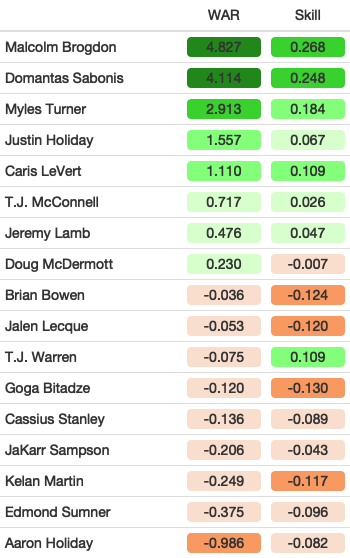 WAR Skill
Malcolm Brogdon 4.827 0.268
Domantas Sabonis 4.114 0.248
Myles Turner 2.913 0.184
Justin Holiday 1.557 0.067
Caris LeVert 1.110 0.109
T.J. McConnell 0.717 0.026
Jeremy Lamb 0.476 0.047
Doug McDermott 0.230 -0.007
Brian Bowen -0.036 -0.124
Jalen Lecque -0.053 -0.120
T.J. Warren -0.075 0.109
Goga Bitadze -0.120 -0.130
Cassius Stanley -0.136 -0.089
JaKarr Sampson -0.206 -0.043
Kelan Martin -0.249 -0.117
Edmond Sumner -0.375 -0.096
Aaron Holiday -0.986 -0.082